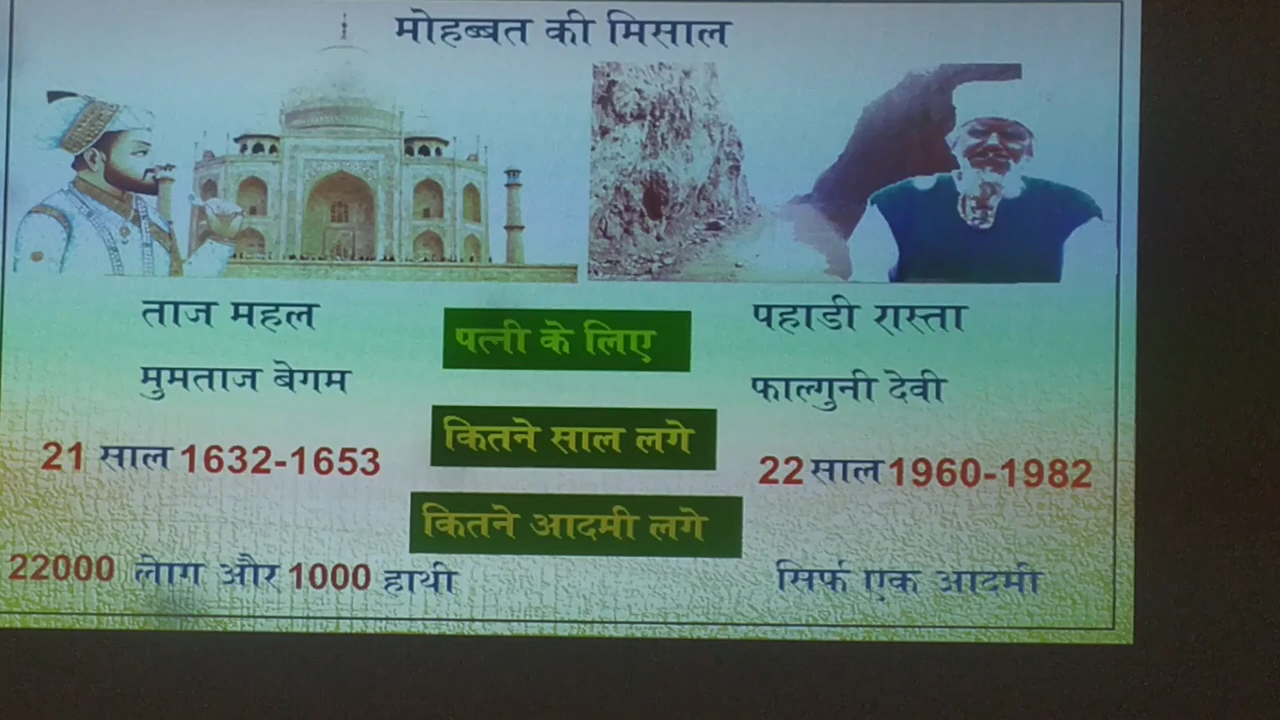 मोहब्बत की मिसाल
ताज महल
पत्नी के लिए
पहाडी रास्ता
मुमताज बेगम
फाल्गुनी देवी
21 साल 1632-1653
कितने साल लगे
22 साल 1960-1982
22000 लेाग और 1000 हाथी
कितने आदमी लगे
सिर्फ एक आदमी